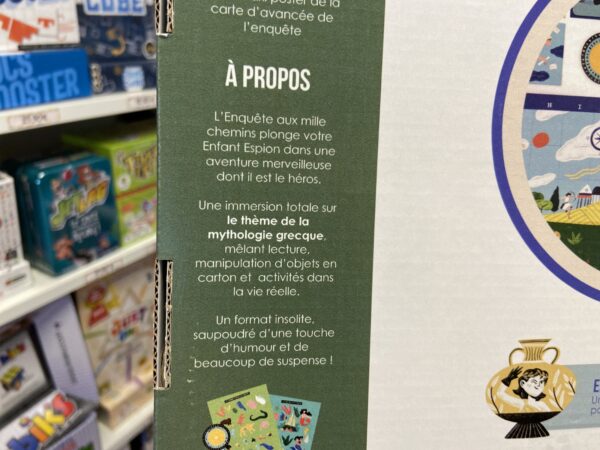 poster de la
carte d'avancée de
l'enquête
À PROPOS
L'Enquête aux mille
chemins plonge votre
Enfant Espion dans une
aventure merveilleuse
dont il est le héros.
Une immersion totale sur
le thème de la
mythologie grecque,
mêlant lecture,
manipulation d'objets en
carton et activités dans
la vie réelle.
Un format insolite,
saupoudré d'une touche
d'humour et de
beaucoup de suspense !
CUBE